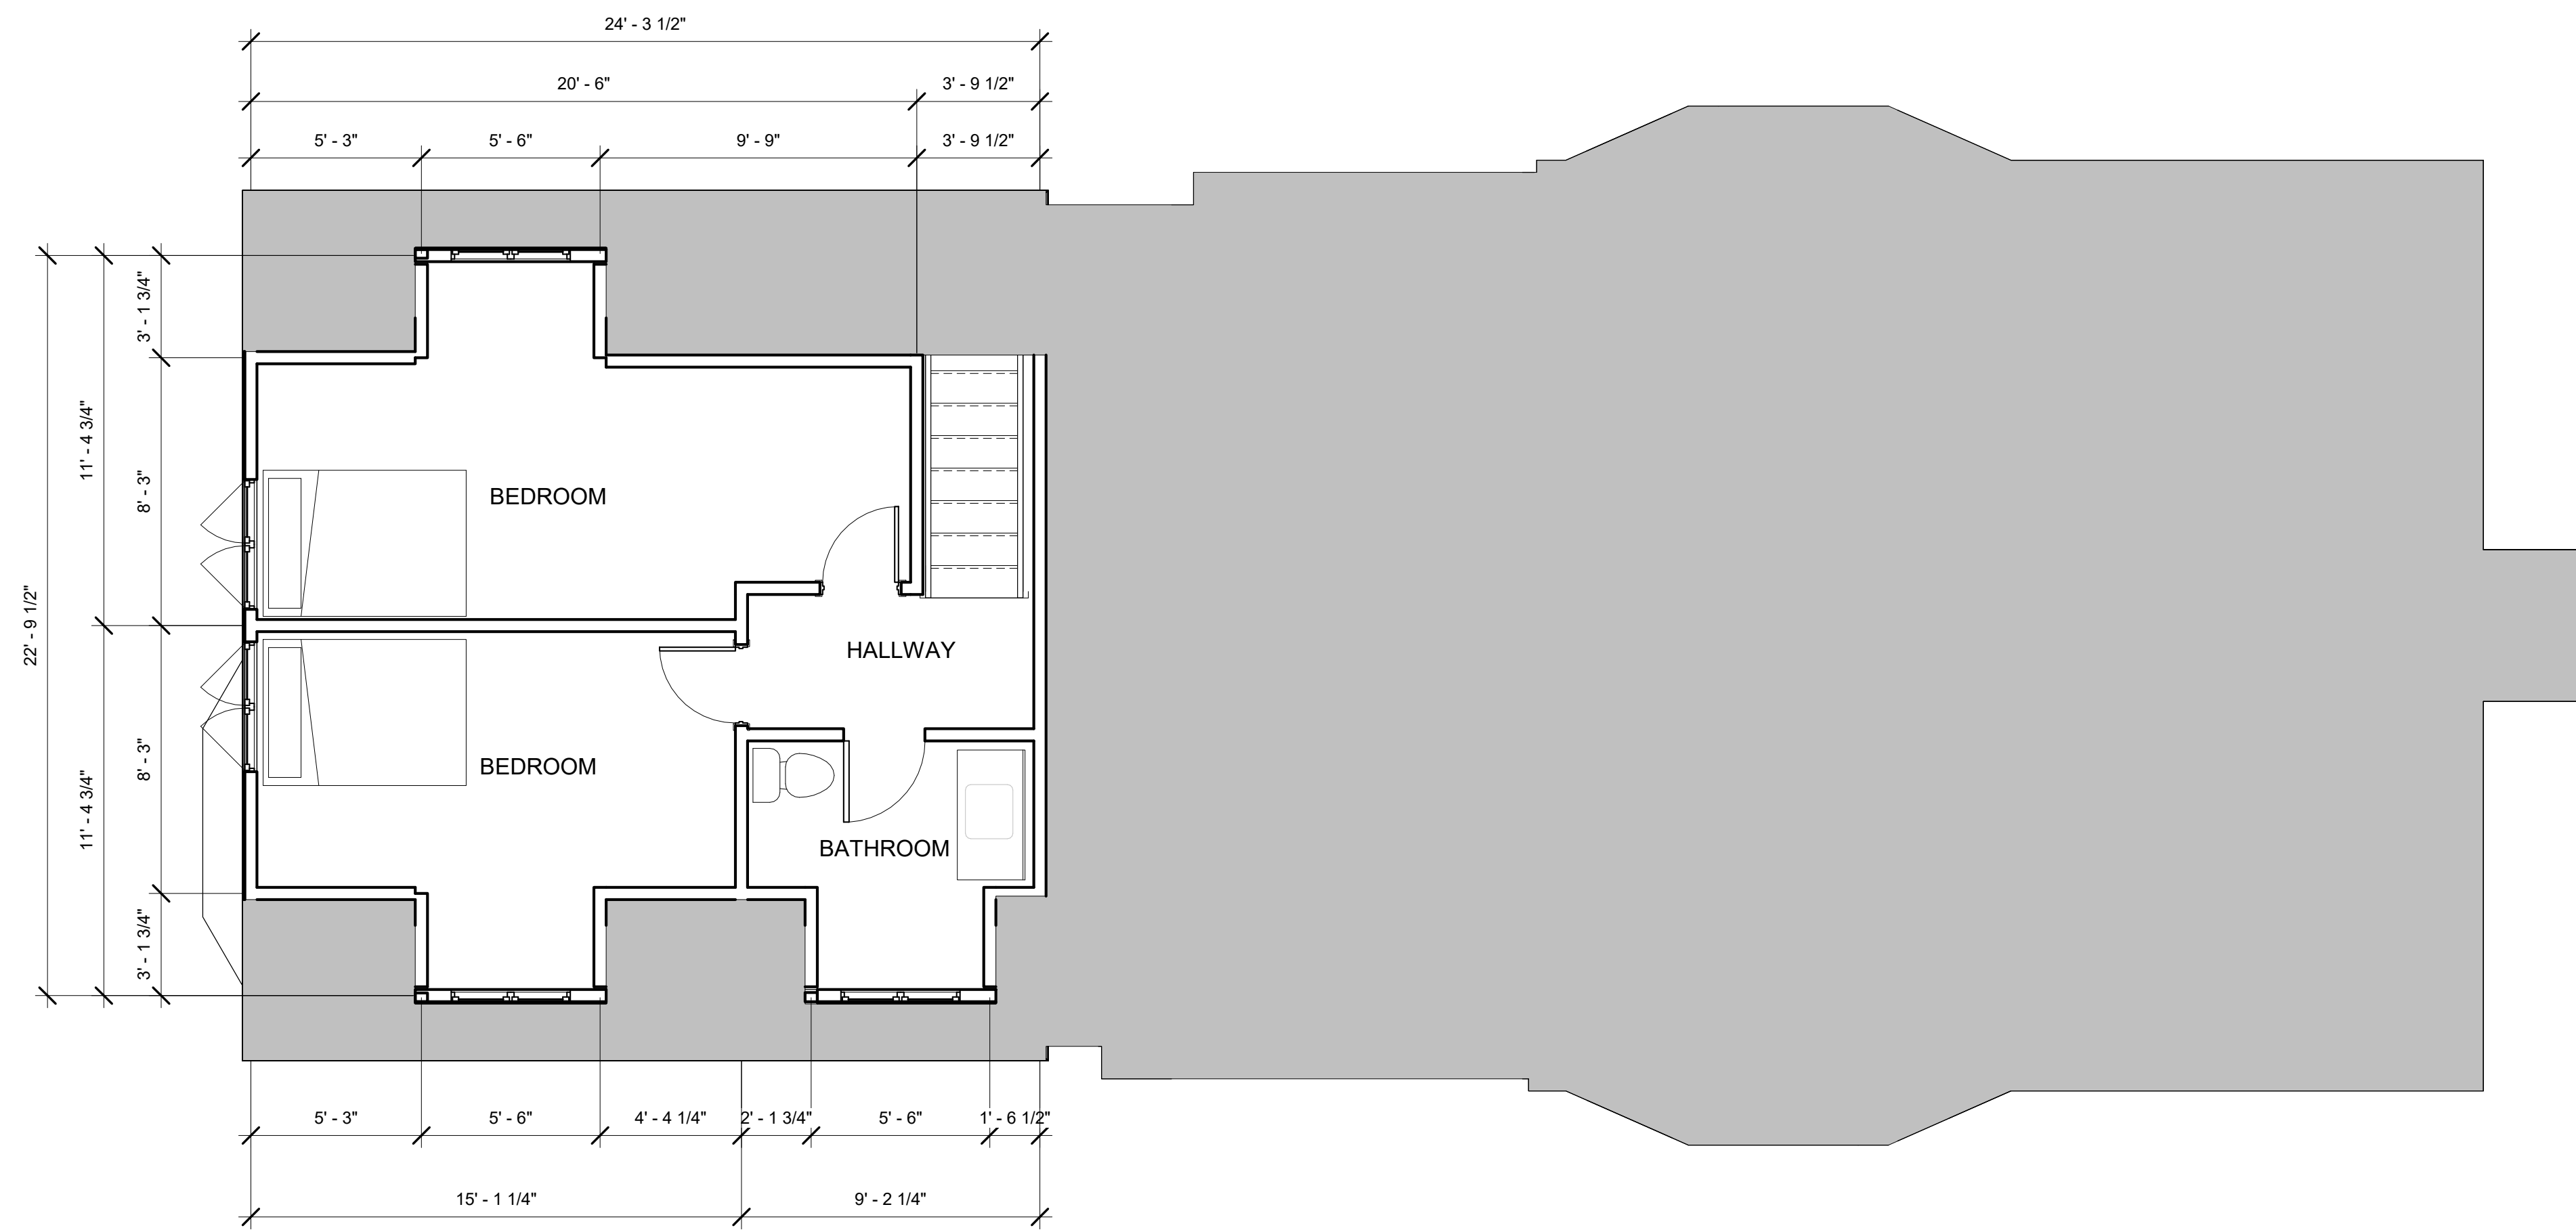 24' - 3 1/2"
20' - 6"
3' - 9 1/2"
5' - 3"
5' - 6"
9' - 9"
3' - 9 1/2"
3' - 1 3/4"
11' - 4 3/4"
8' - 3"
22' - 9 1/2"
BEDROOM
HALLWAY
8' - 3"
11' - 4 3/4"
BEDROOM
BATHROOM
3' - 1 3/4"
5' - 3"
5' - 6"
4' - 4 1/4"
2' - 1 3/4"
5' - 6"
1' - 6 1/2"
15' - 1 1/4"
9' - 2 1/4"